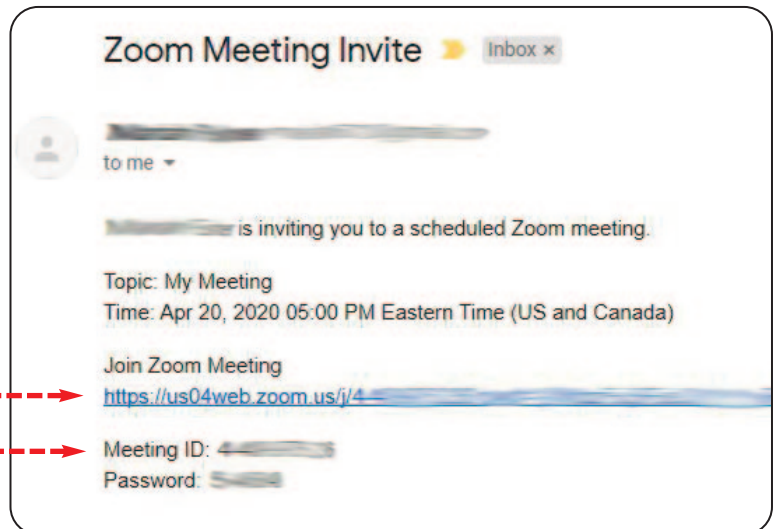 Zoom Meeting Invite Inbox ×
to me
is inviting you to a scheduled Zoom meeting.
Topic: My Meeting
Time: Apr 20, 2020 05:00 PM Eastern Time (US and Canada)
Join Zoom Meeting
https://us04web.zoom.us/j/4
Meeting ID: 4
Password: